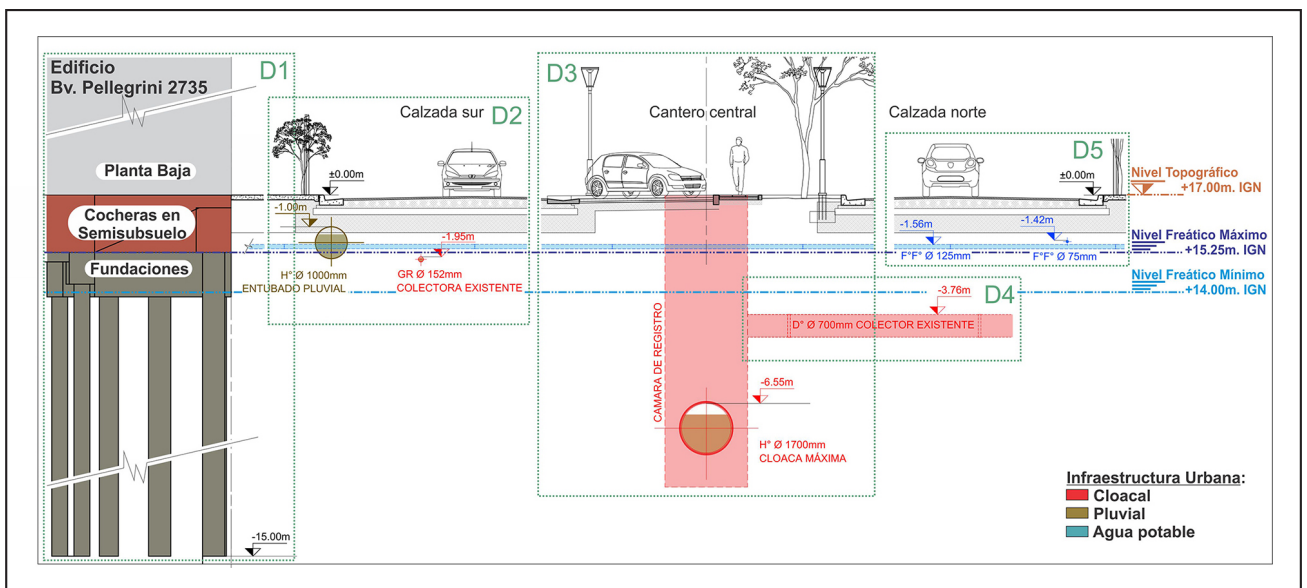 Edificio
Bv. Pellegrini 2735
D1
Calzada sur
D2
D3
Cantero central
Calzada norte
D5
Planta Baja
±0.00m
±0.00m
Nivel Topográfico
+17.00m. IGN
Cocheras en
Semisubsuelo
-1.00m
-1.95m
-1.56m
-1.42m
Nivel Freático Máximo
+15.25m. IGN
Fundaciones
H° Ø 1000mm
ENTUBADO PLUVIAL
GR Ø 152mm
COLECTORA EXISTENTE
F°F° Ø 125mm
F°F° Ø 75mm
Nivel Freático Mínimo
+14.00m. IGN
D4
-3.76m
D° Ø 700mm COLECTOR EXISTENTE
CAMARA DE REGISTRO
-6.55m
H° Ø 1700mm
CLOACA MÁXIMA
Infraestructura Urbana:
Cloacal
Pluvial
Agua potable
-15.00m